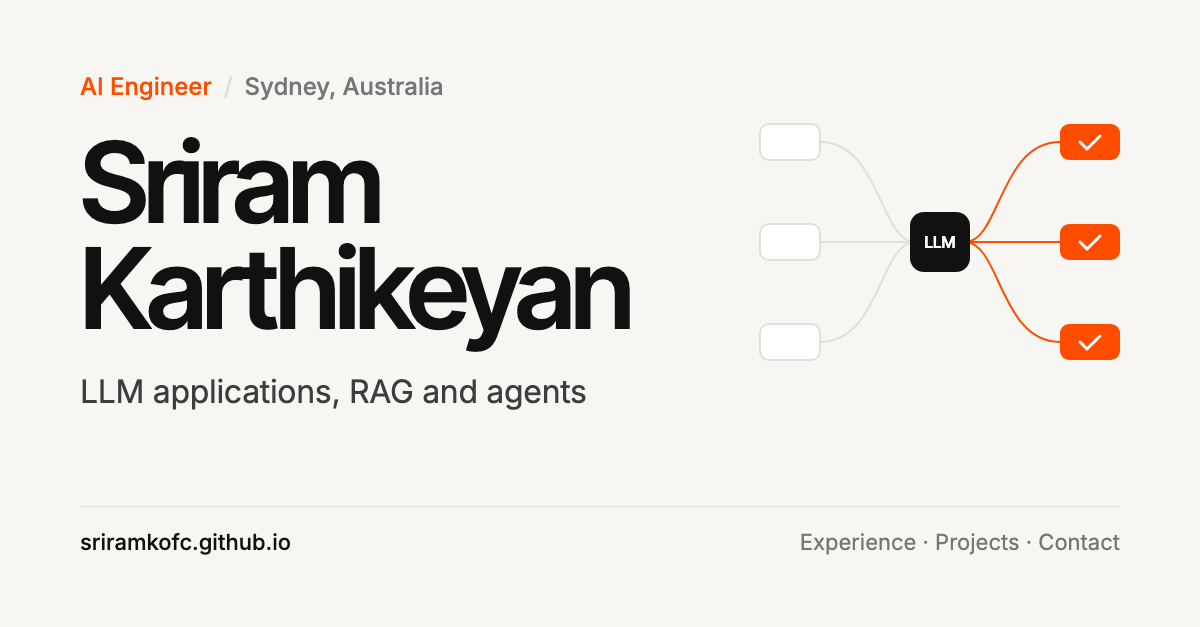 AI Engineer / Sydney, Australia
Sriram
Karthikeyan
LLM applications, RAG and agents
LLM
sriramkofc.github.io
Experience · Projects · Contact